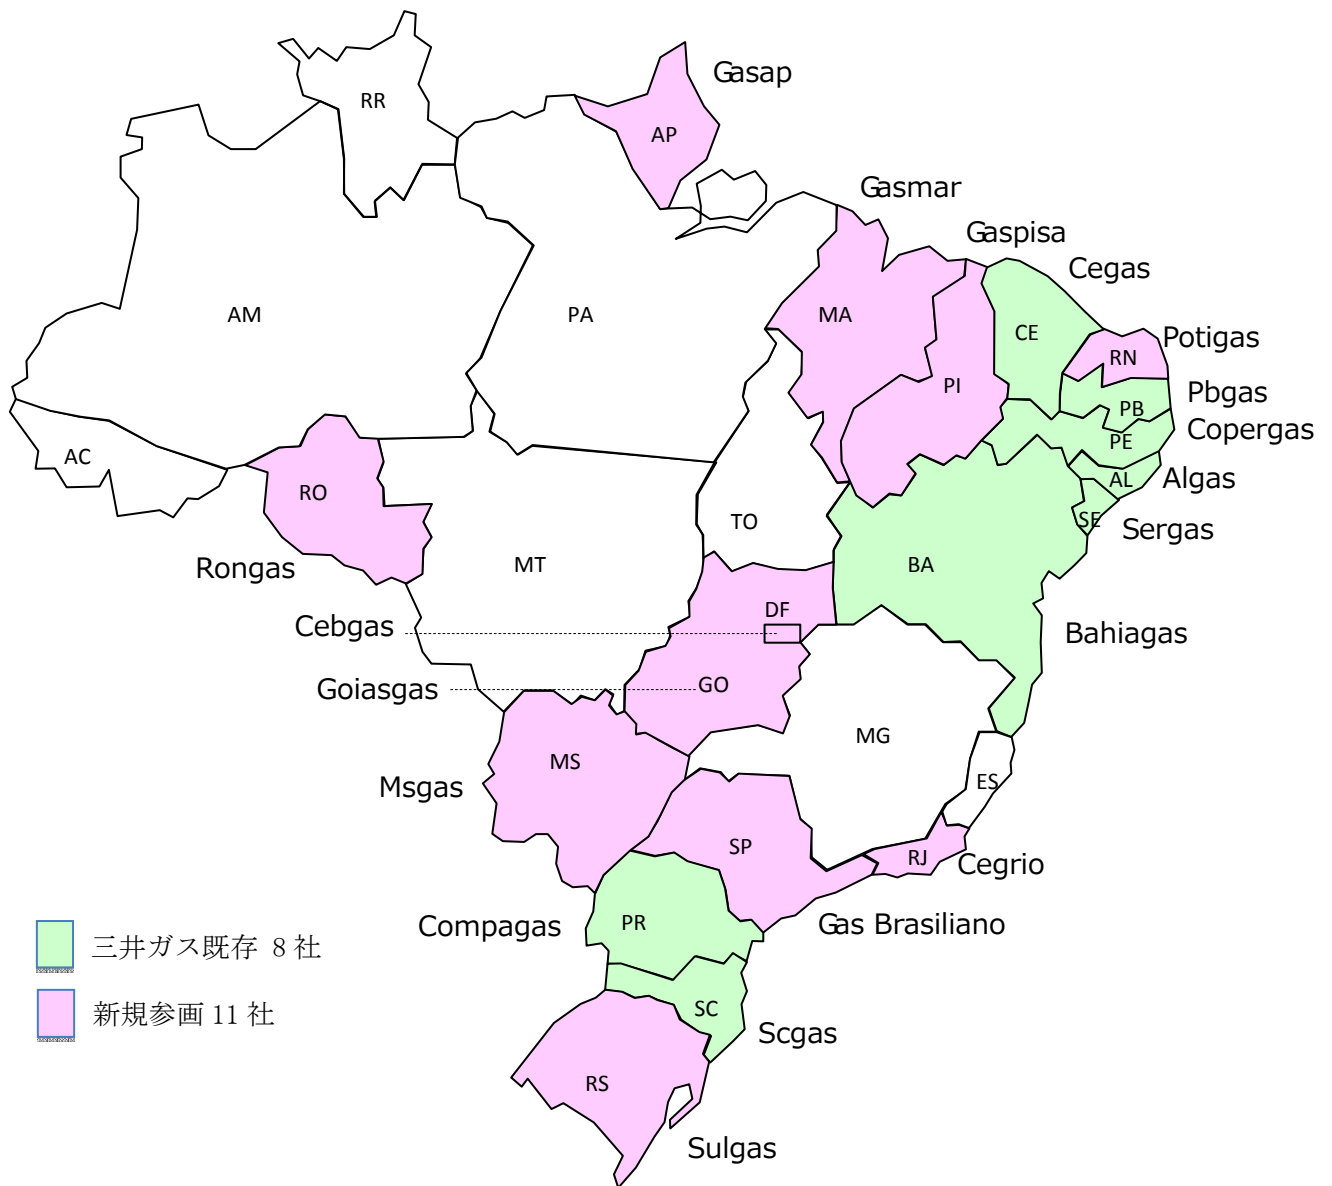 Gasap
RR
AP
Gasmar
Gaspisa
Cegas
AM
PA
MA
CE
Potigas
RN
PI
Pbgas
PB
Copergas
PE
AC
RO
AL
Algas
TO
SE
Sergas
Rongas
MT
BA
DF
Cebgas
Bahiagas
Goiasgas
GO
MG
MS
Msgas
ES
SP
RJ
Cegrio
Compagas
PR
Gas Brasiliano
三井ガス既存 8社
SC
新規参画 11 社
Scgas
RS
Sulgas